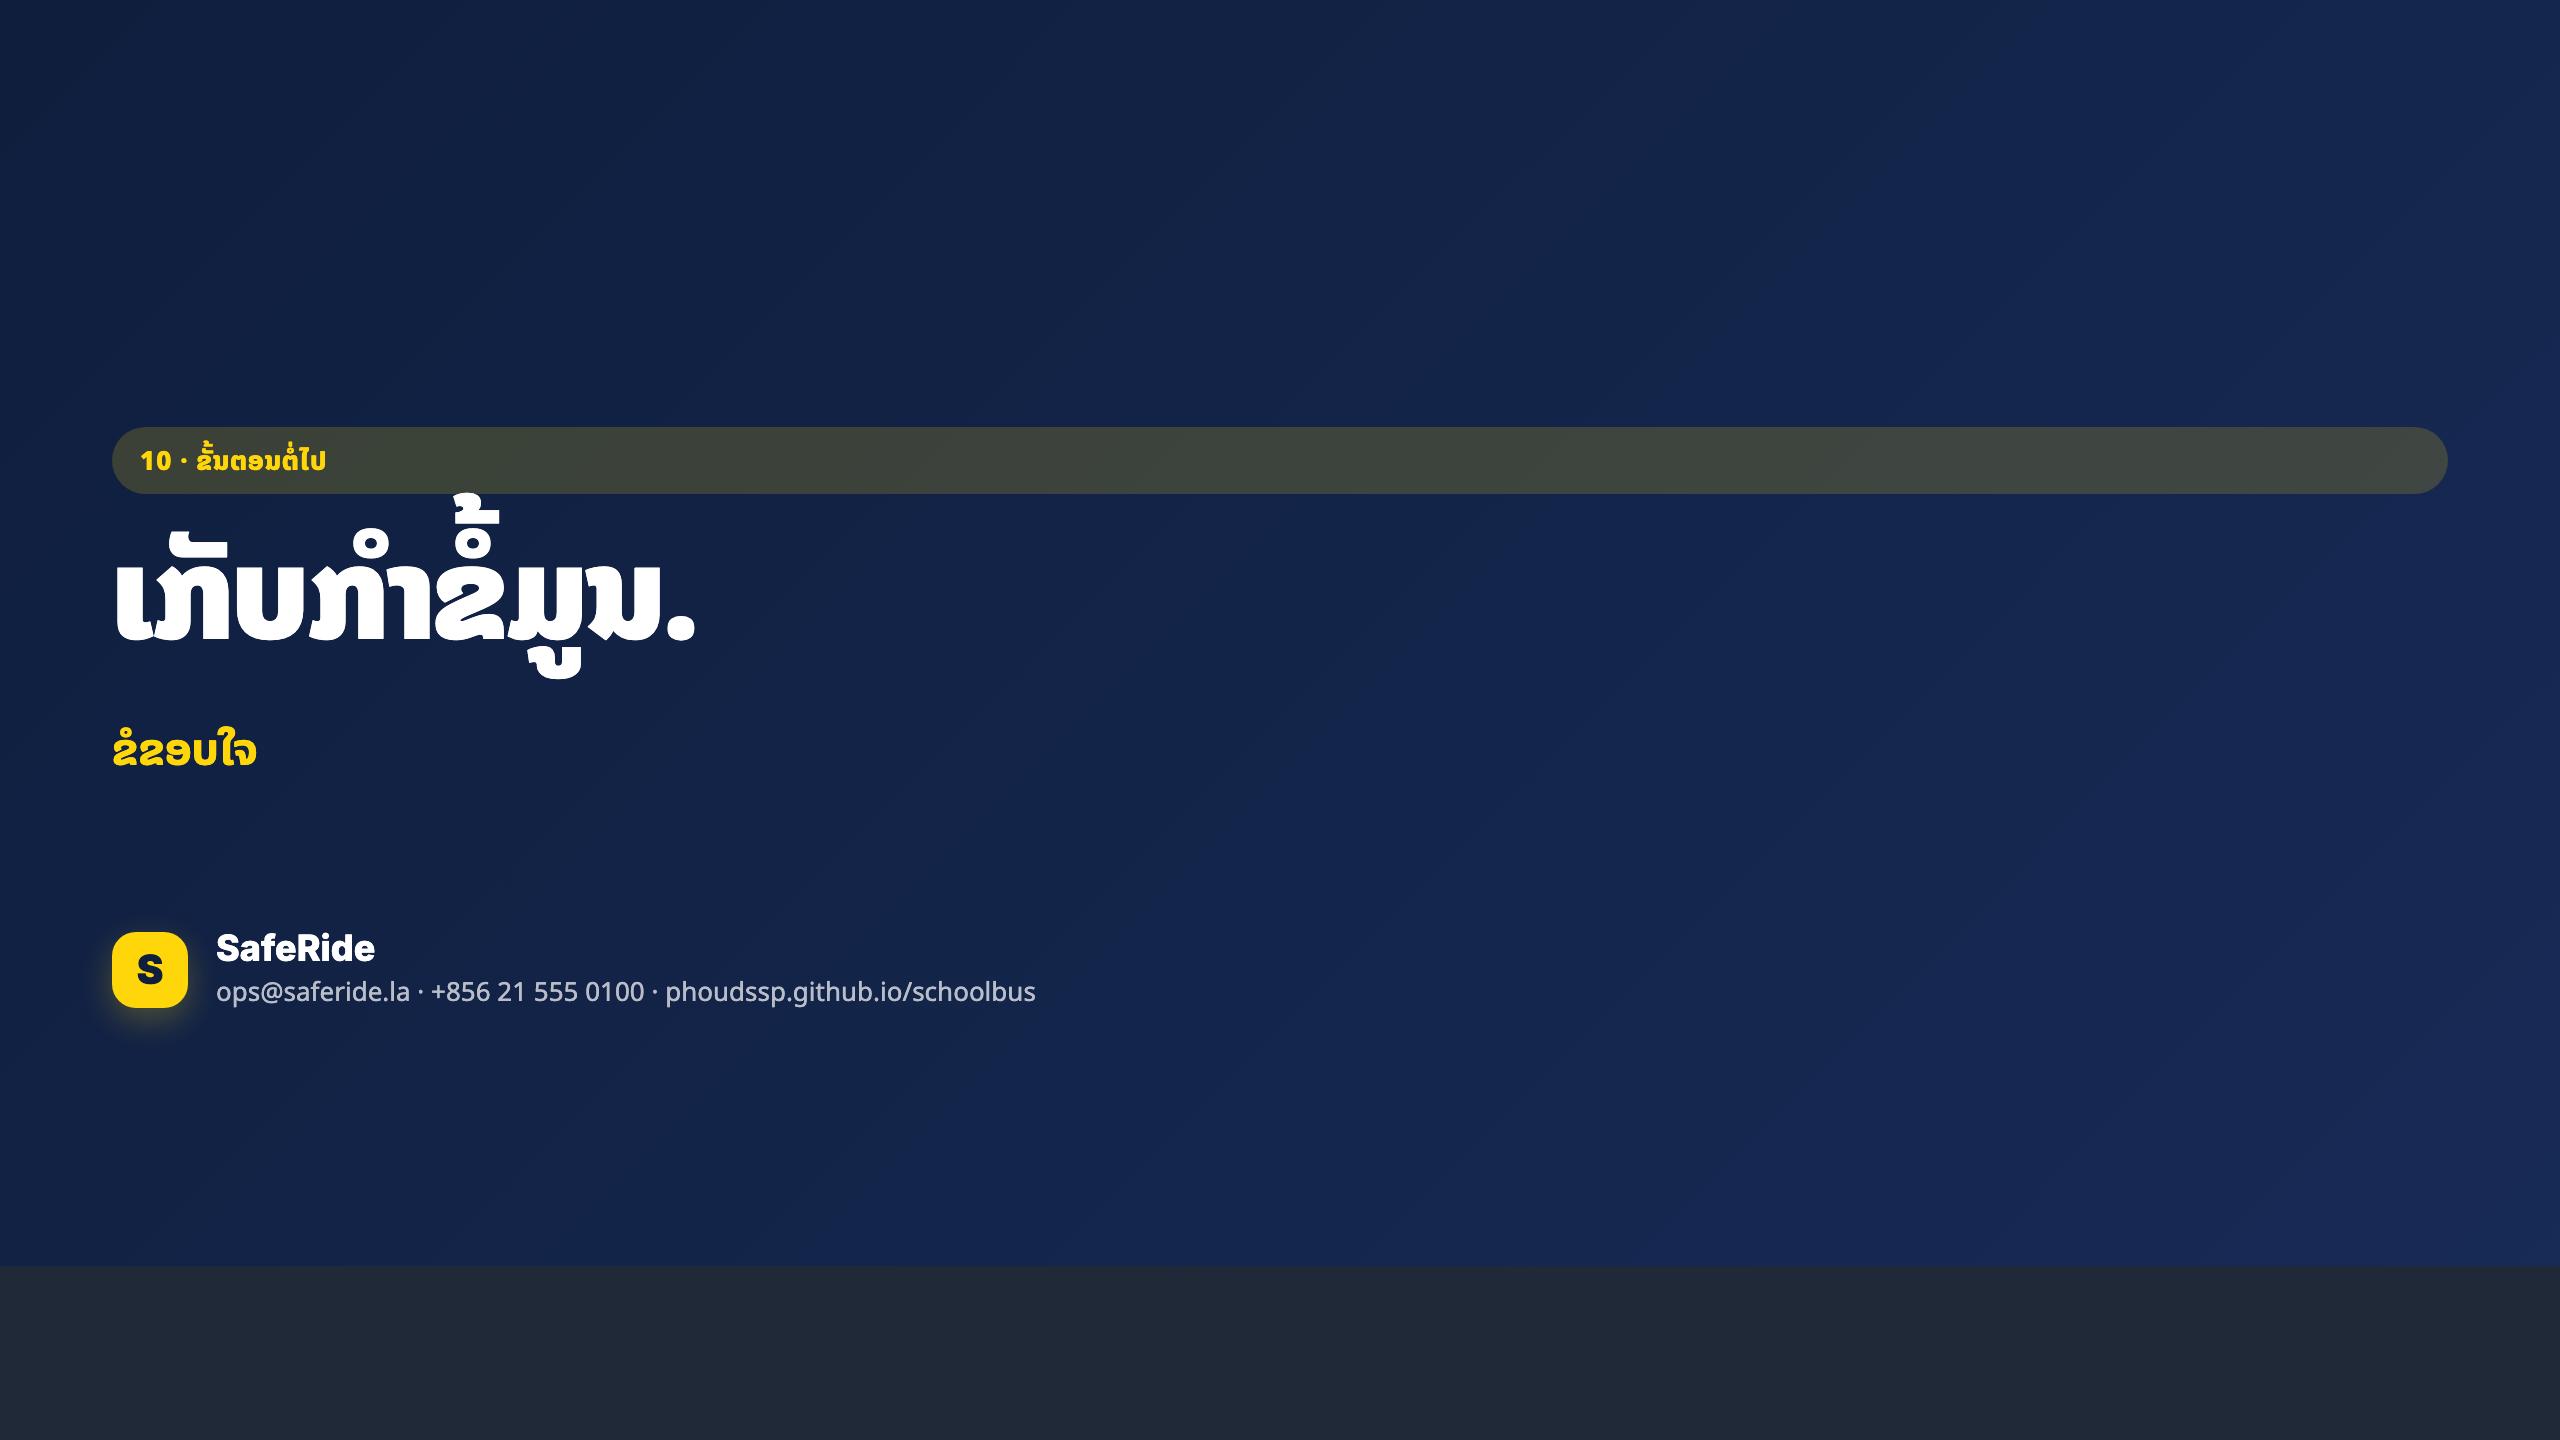 10 · ຂັ້ນຕອນຕໍ່ໄປ
ເກັບກຳຂໍ້ມູນ.
ຂໍຂອບໃຈ
S
SafeRide
ops@saferide.la · +856 21 555 0100 · phoudssp.github.io/schoolbus